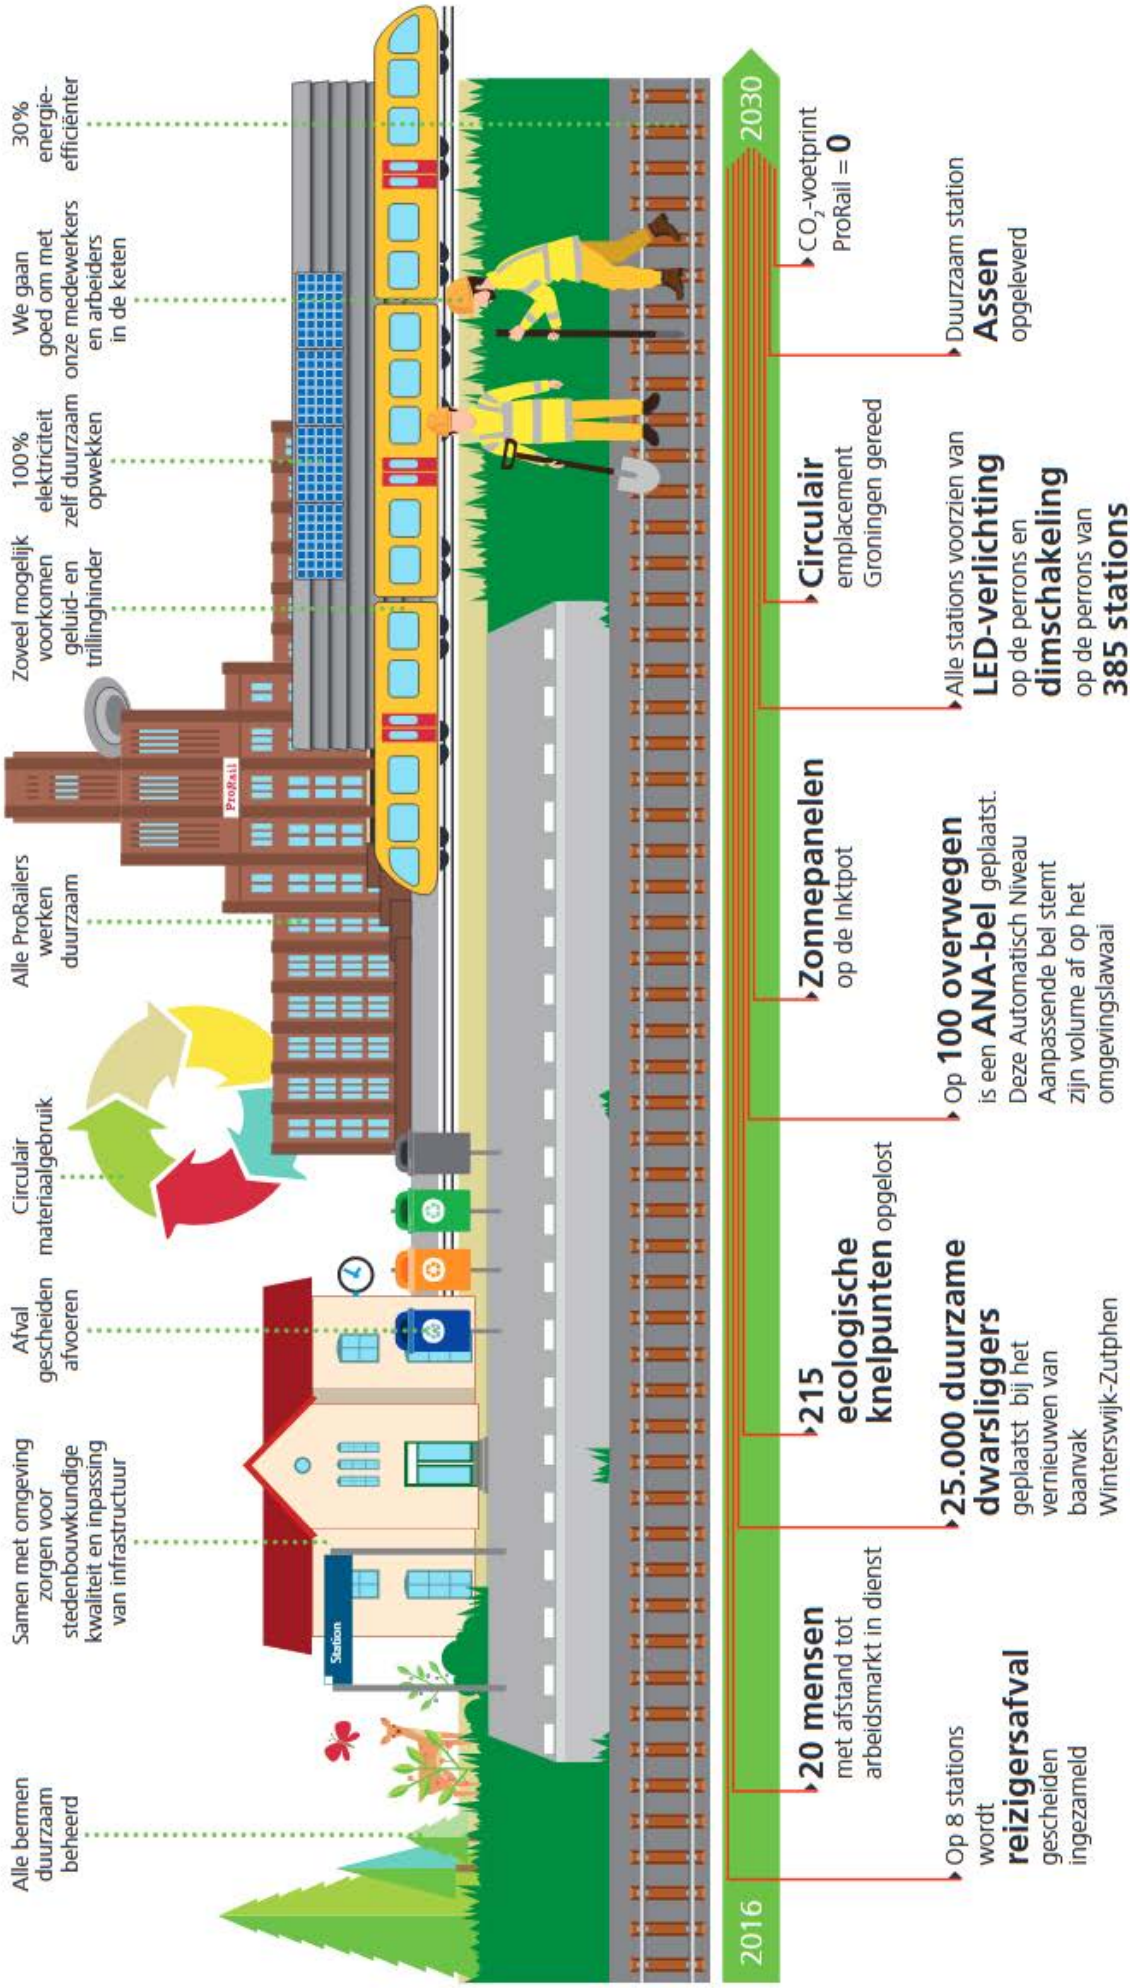 Alle bermen
duurzaam
beheerd
Samen met omgeving
zorgen voor
stedenbouwkundige
kwaliteit en inpassing
van infrastructuur
Afval
gescheiden
afvoeren
Circulair
materiaalgebruik
Alle ProRailers
werken
duurzaam
Zoveel mogelijk
voorkomen
geluid- en
trillinghinder
100%
elektriciteit
zelf duurzaam
opwekken
We gaan
goed om met
onze medewerkers
en arbeiders
in de keten
30%
energie-
efficiënter
Station
ProRail
2016
2030
20 mensen
met afstand tot
arbeidsmarkt in dienst
215
ecologische
knelpunten opgelost
Zonnepanelen
op de Inktpot
Circulair
emplacement
Groningen gereed
CO₂-voetprint
ProRail = 0
Op 8 stations
wordt
reizigersafval
gescheiden
ingezameld
25.000 duurzame
dwarsliggers
geplaatst bij het
vernieuwen van
baanvak
Winterswijk-Zutphen
Op 100 overwegen
is een ANA-bel geplaatst.
Deze Automatisch Niveau
Aanpassende bel stemt
zijn volume af op het
omgevingslawaai
Alle stations voorzien van
LED-verlichting
op de perrons en
dimschakeling
op de perrons van
385 stations
Duurzaam station
Assen
opgeleverd